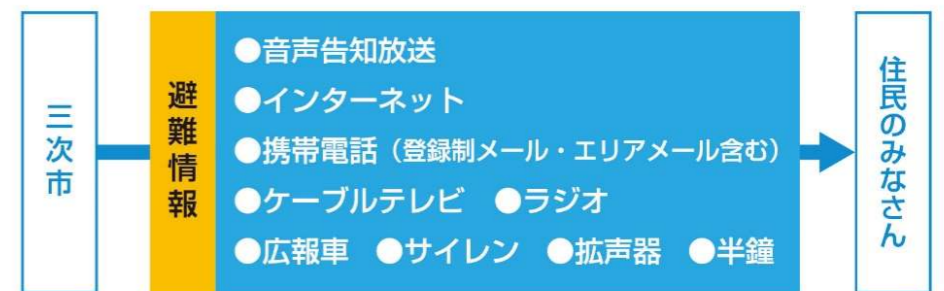 三次市
避難情報
●音声告知放送
●インターネット
●携帯電話（登録制メール・エリアメール含む）
●ケーブルテレビ ●ラジオ
●広報車 ●サイレン ●拡声器 ●半鐘
住民のみなさん